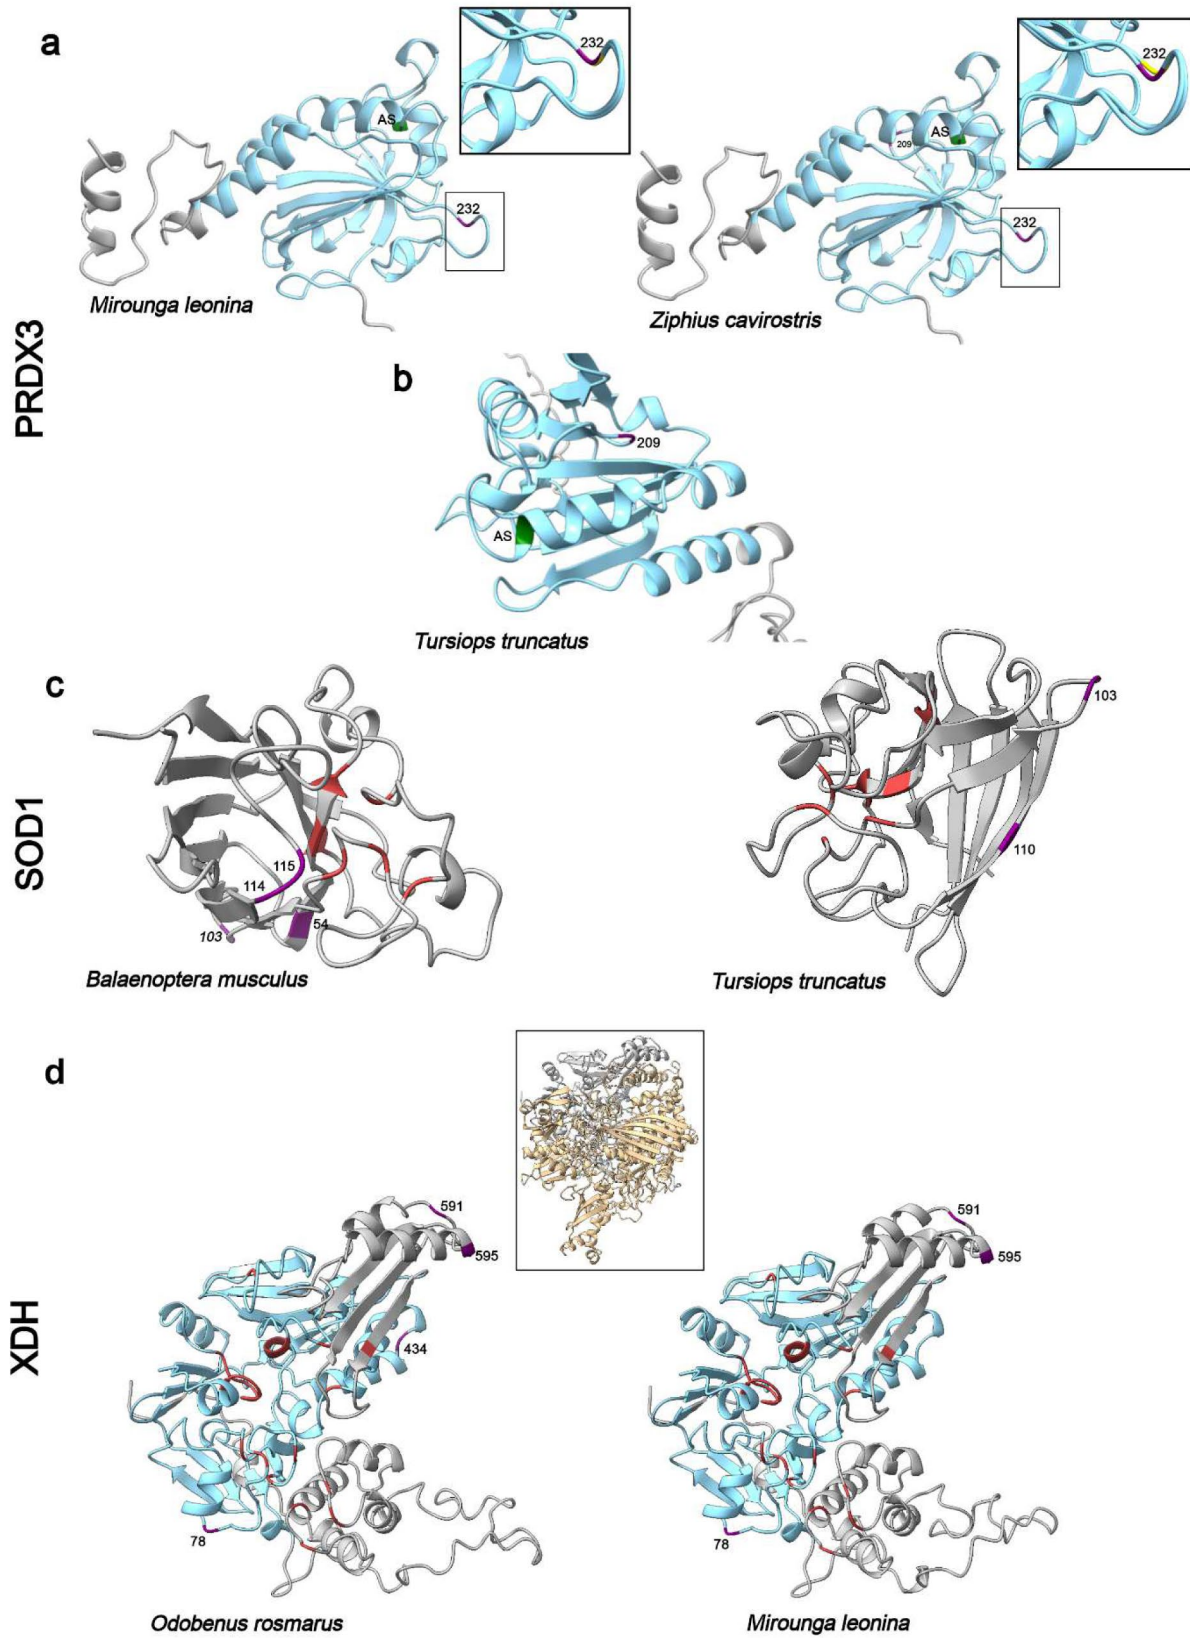 a
232
232
AS
209
AS
232
232
Mirounga leonina
Ziphius cavirostris
PRDX3
b
209
AS
Tursiops truncatus
c
103
115
114
54
103
110
SOD1
Balaenoptera musculus
Tursiops truncatus
d
591
595
434
591
595
XDH
78
78
Odobenus rosmarus
Mirounga leonina